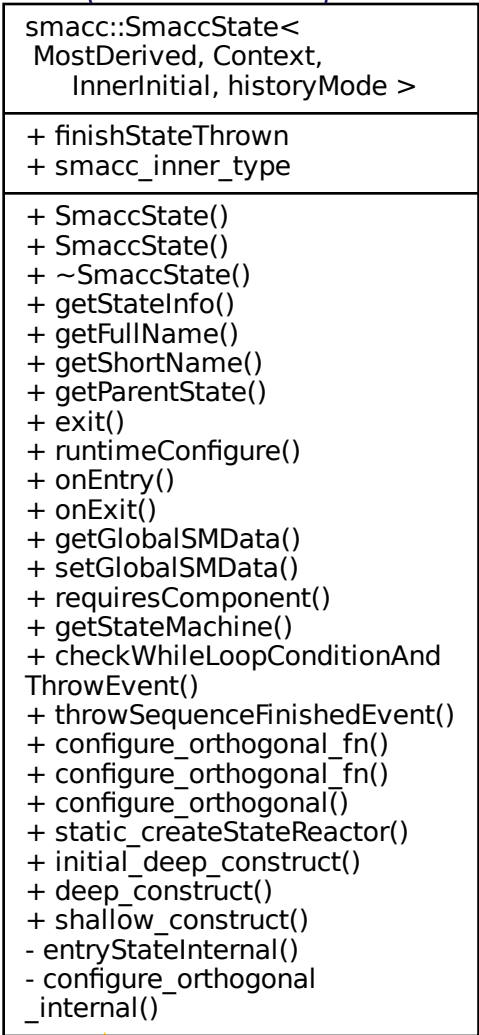 smacc::SmaccState<
MostDerived, Context,
InnerInitial, historyMode >
+ finishStateThrown
+ smacc_inner_type
+ SmaccState()
+ SmaccState()
+ ~SmaccState()
+ getStateInfo()
+ getFullName()
+ getShortName()
+ getParentState()
+ exit()
+ runtimeConfigure()
+ onEntry()
+ onExit()
+ getGlobalSMData()
+ setGlobalSMData()
+ requiresComponent()
+ getStateMachine()
+ checkWhileLoopConditionAnd
ThrowEvent()
+ throwSequenceFinishedEvent()
+ configure_orthogonal_fn()
+ configure_orthogonal_fn()
+ configure_orthogonal()
+ static_createStateReactor()
+ initial_deep_construct()
+ deep_construct()
+ shallow_construct()
- entryStateInternal()
- configure_orthogonal
_internal()